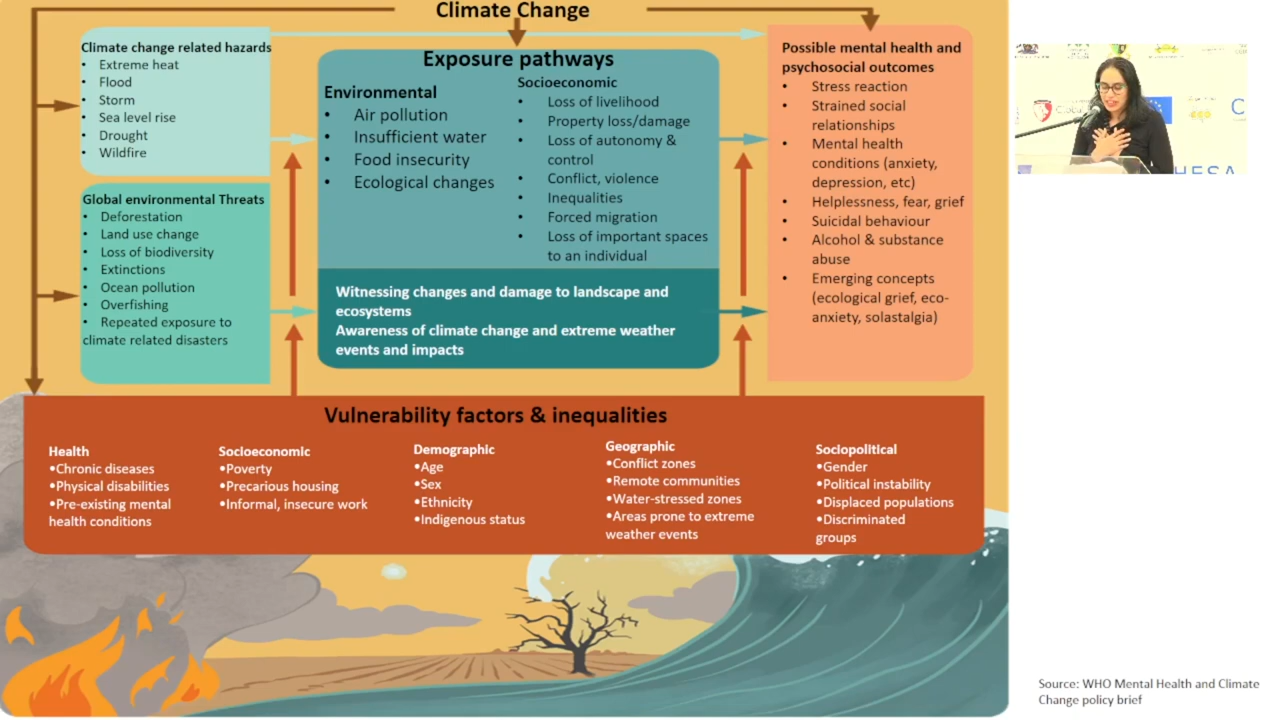 Climate Change
Climate change related hazards
• Extreme heat
• Flood
• Storm
• Sea level rise
• Drought
• Wildfire
Global environmental Threats
• Deforestation
• Land use change
• Loss of biodiversity
• Extinctions
• Ocean pollution
• Overfishing
• Repeated exposure to
climate related disasters
Exposure pathways
Environmental
• Air pollution
• Insufficient water
• Food insecurity
• Ecological changes
Socioeconomic
• Loss of livelihood
• Property loss/damage
• Loss of autonomy &
control
• Conflict, violence
• Inequalities
• Forced migration
• Loss of important spaces
to an individual
Witnessing changes and damage to landscape and
ecosystems
Awareness of climate change and extreme weather
events and impacts
Possible mental health and
psychosocial outcomes
• Stress reaction
• Strained social
relationships
• Mental health
conditions (anxiety,
depression, etc)
• Helplessness, fear, grief
• Suicidal behaviour
• Alcohol & substance
abuse
• Emerging concepts
(ecological grief, eco-
anxiety, solastalgia)
Vulnerability factors & inequalities
Health
•Chronic diseases
•Physical disabilities
•Pre-existing mental
health conditions
Socioeconomic
•Poverty
•Precarious housing
•Informal, insecure work
Demographic
•Age
•Sex
•Ethnicity
•Indigenous status
Geographic
•Conflict zones
•Remote communities
•Water-stressed zones
•Areas prone to extreme
weather events
Sociopolitical
•Gender
•Political instability
•Displaced populations
•Discriminated
groups
HESA
Source: WHO Mental Health and Climate
Change policy brief